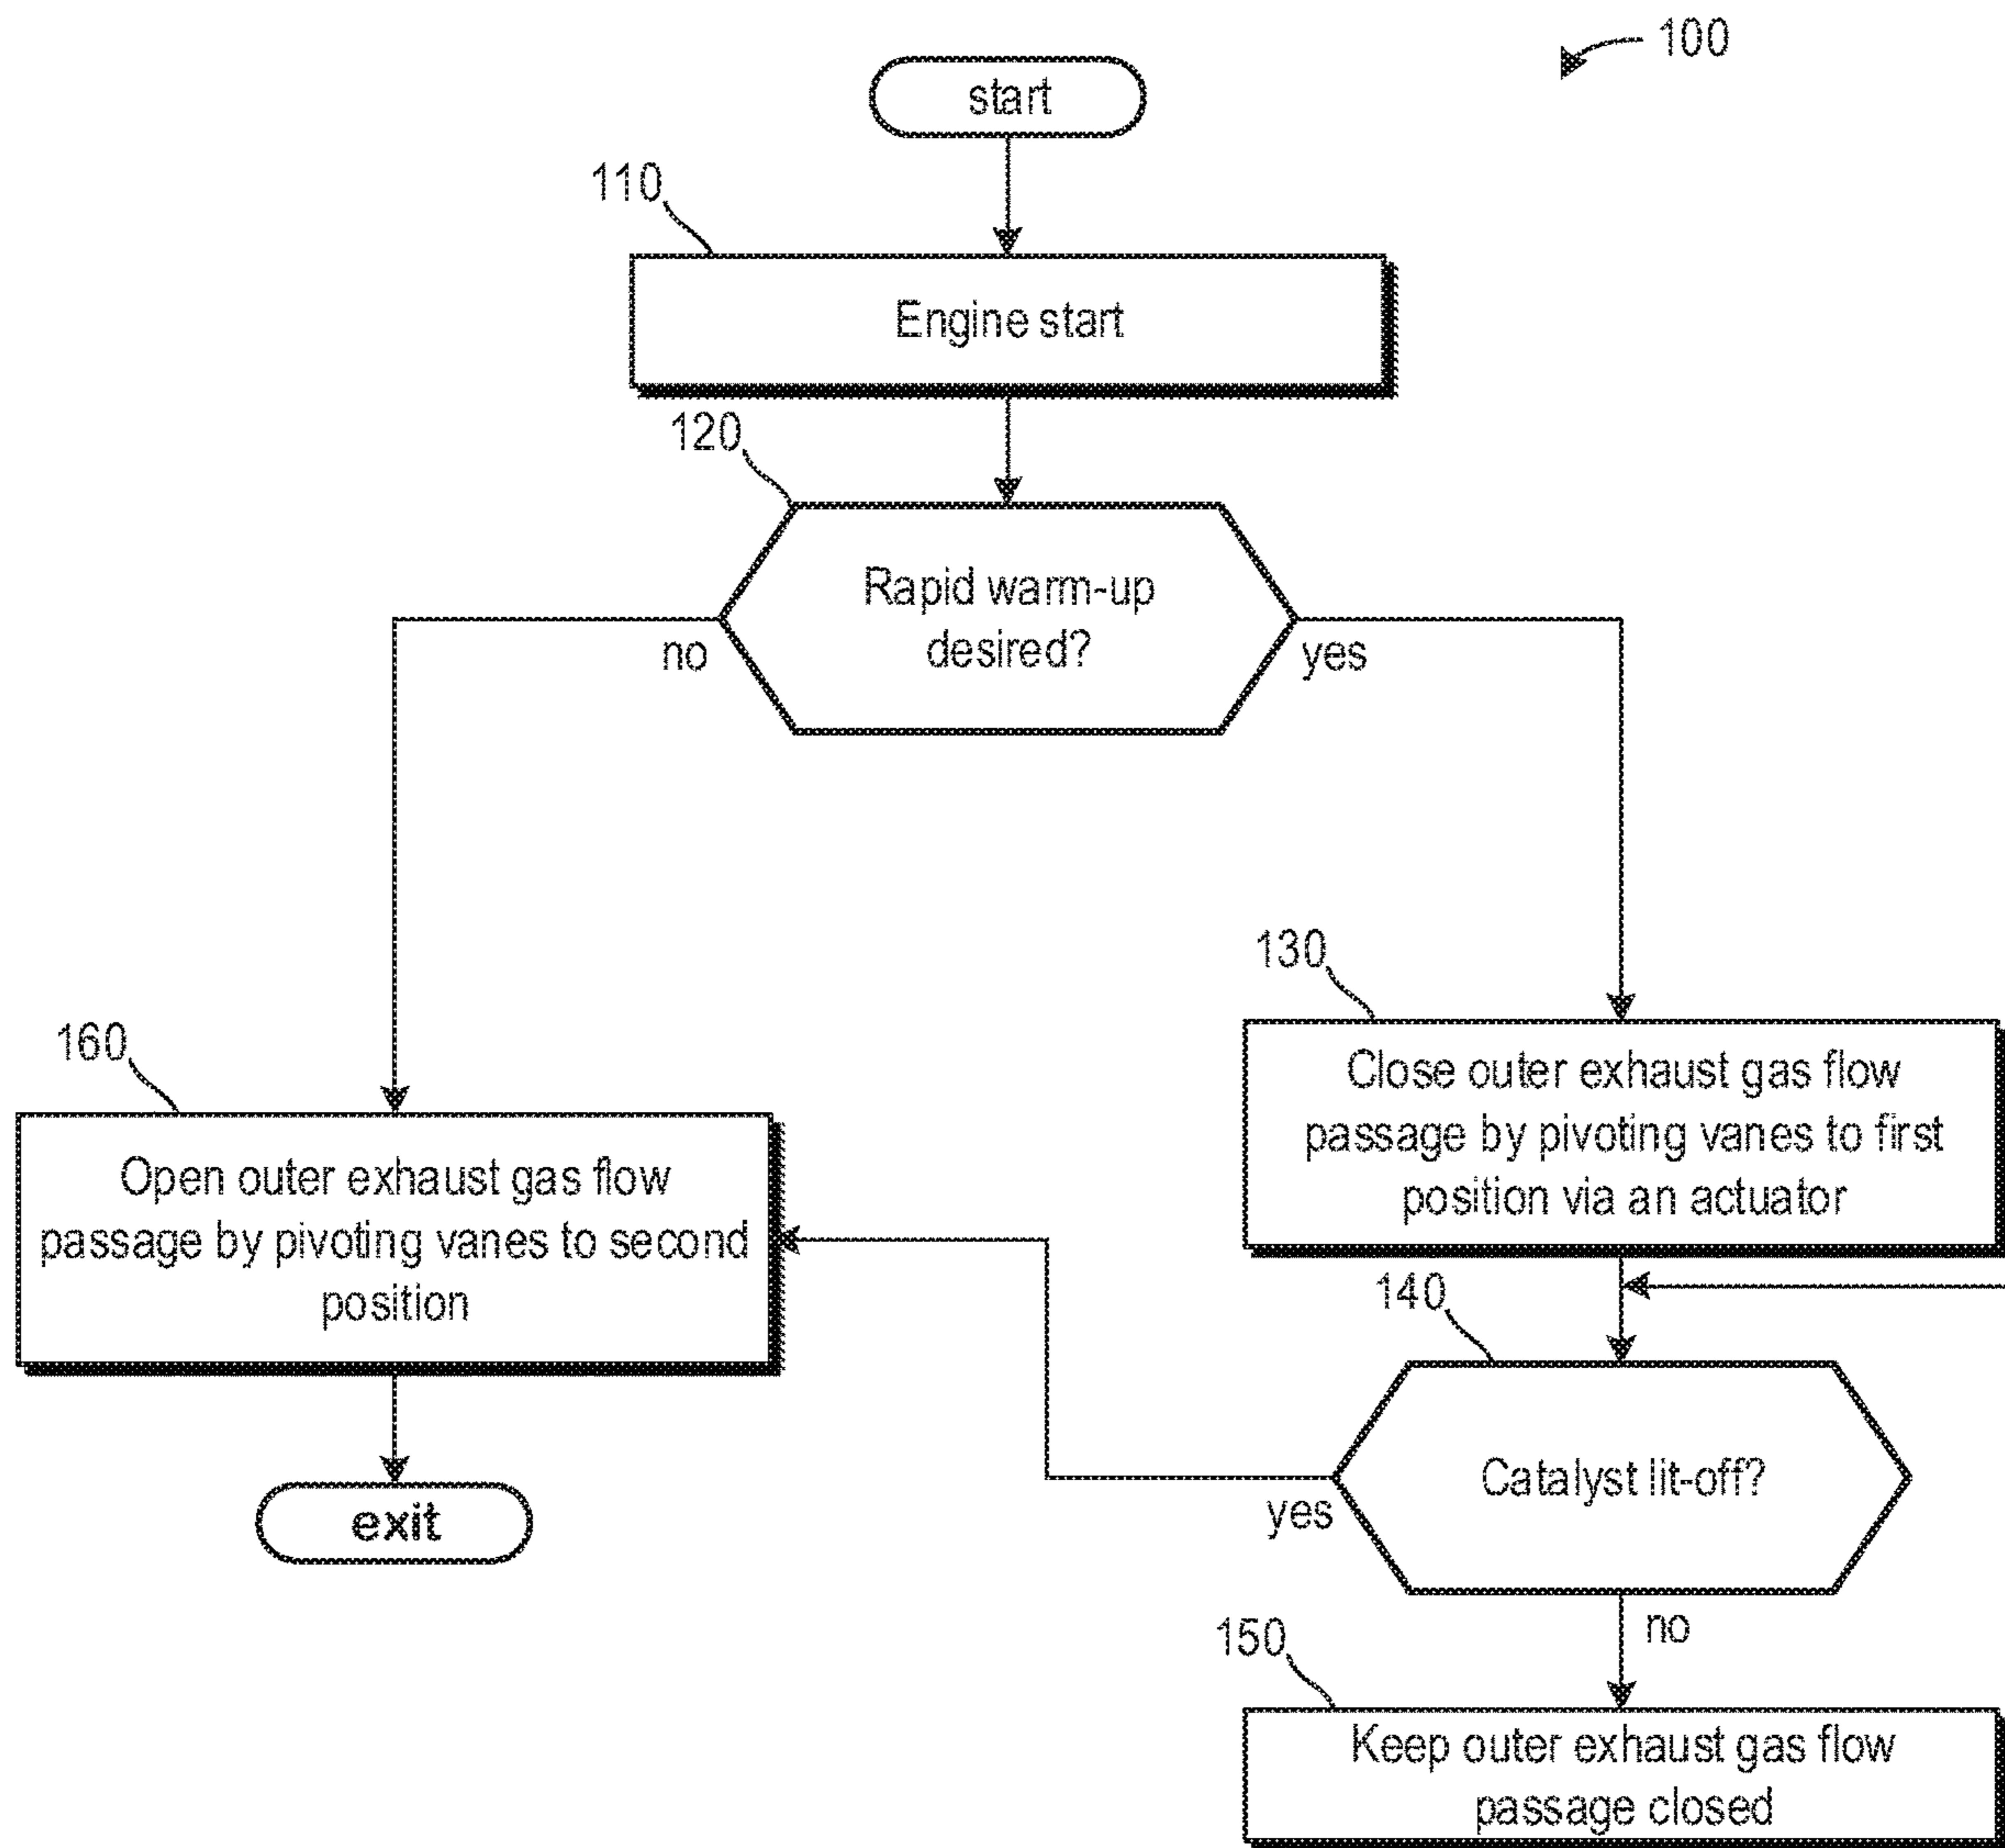 100
start
110
Engine start
120
Rapid warm-up
desired?
no
yes
130
Close outer exhaust gas flow
passage by pivoting vanes to first
position via an actuator
160
Open outer exhaust gas flow
passage by pivoting vanes to second
position
140
Catalyst lit-off?
yes
exit
no
150
Keep outer exhaust gas flow
passage closed